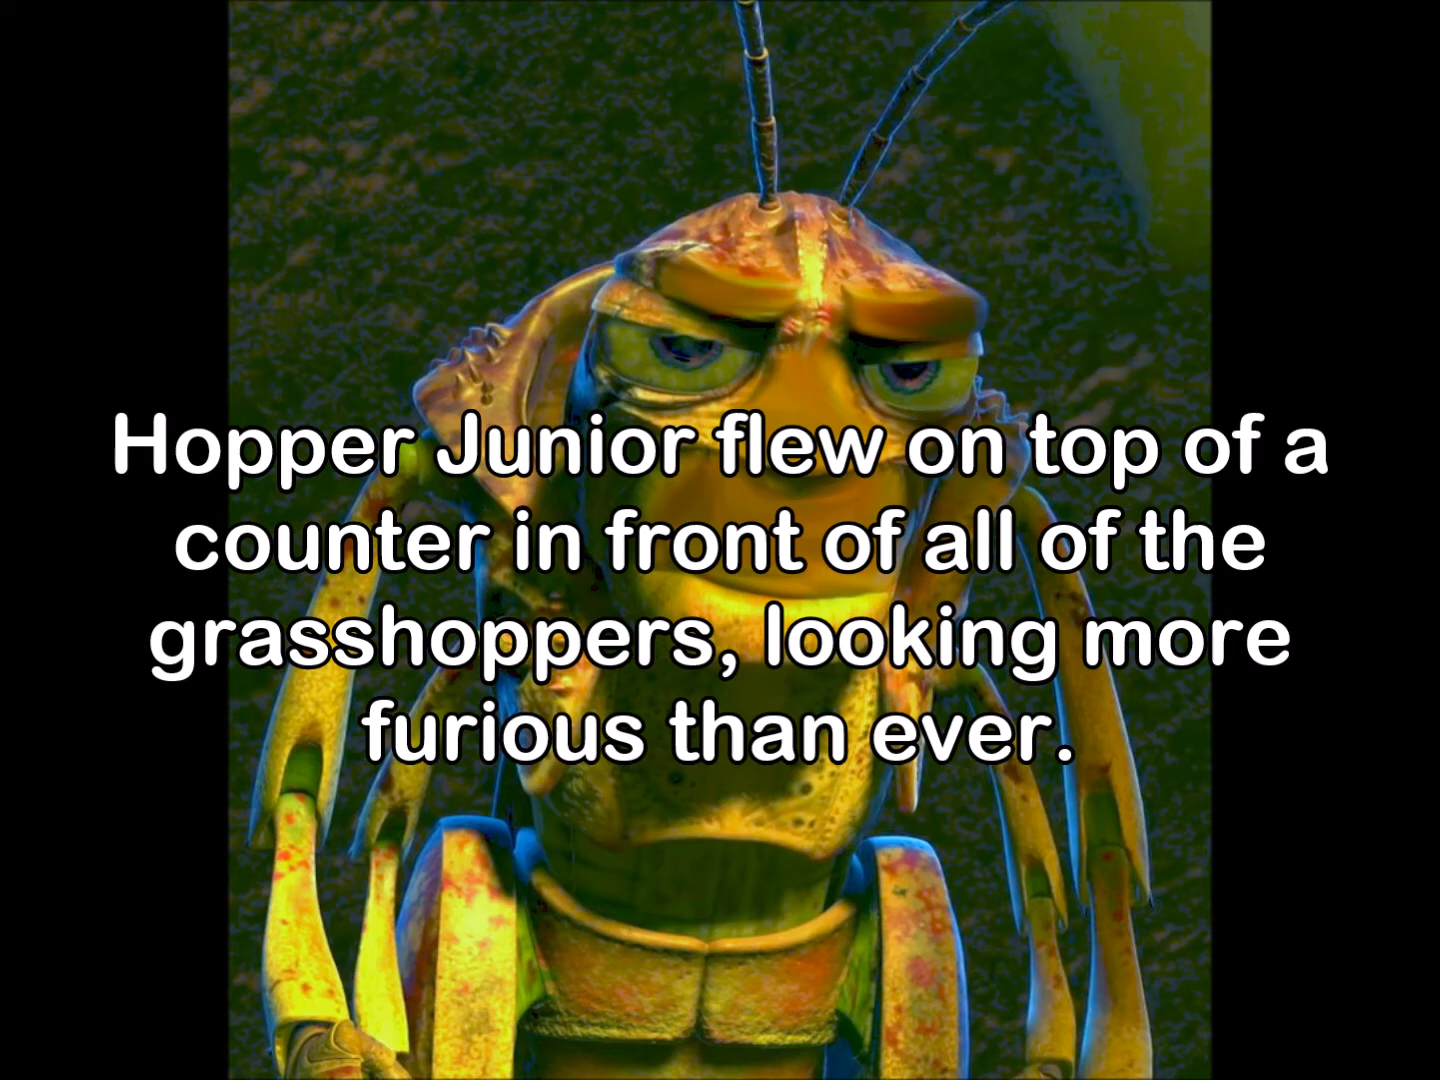 Hopper Junior flew on top of a
counter in front of all of the
grasshoppers, looking more
furious than ever.